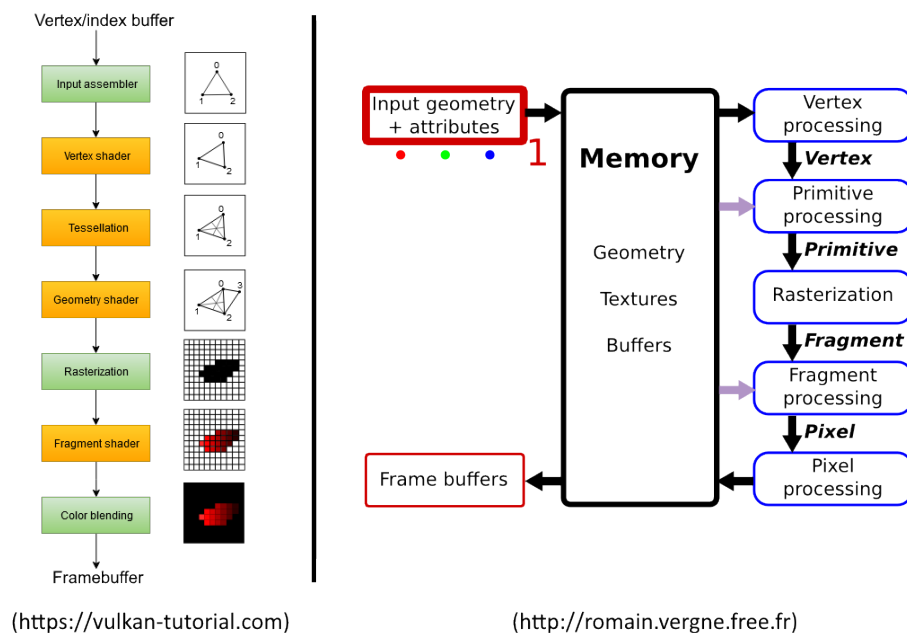 Vertex/index buffer
Input assembler
0
1 2
Vertex shader
0
1
2
Tessellation
0
1
2
Geometry shader
0
3
1
2
Rasterization
Fragment shader
Color blending
Framebuffer
(https://vulkan-tutorial.com)
Input geometry
+ attributes
1
Memory
Geometry
Textures
Buffers
Frame buffers
Vertex
processing
Vertex
Primitive
processing
Primitive
Rasterization
Fragment
Fragment
processing
Pixel
Pixel
processing
(http://romain.vergne.free.fr)